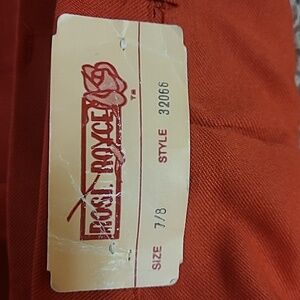 ROSE ROYCE
TM
STYLE 32066
SIZE 7/8